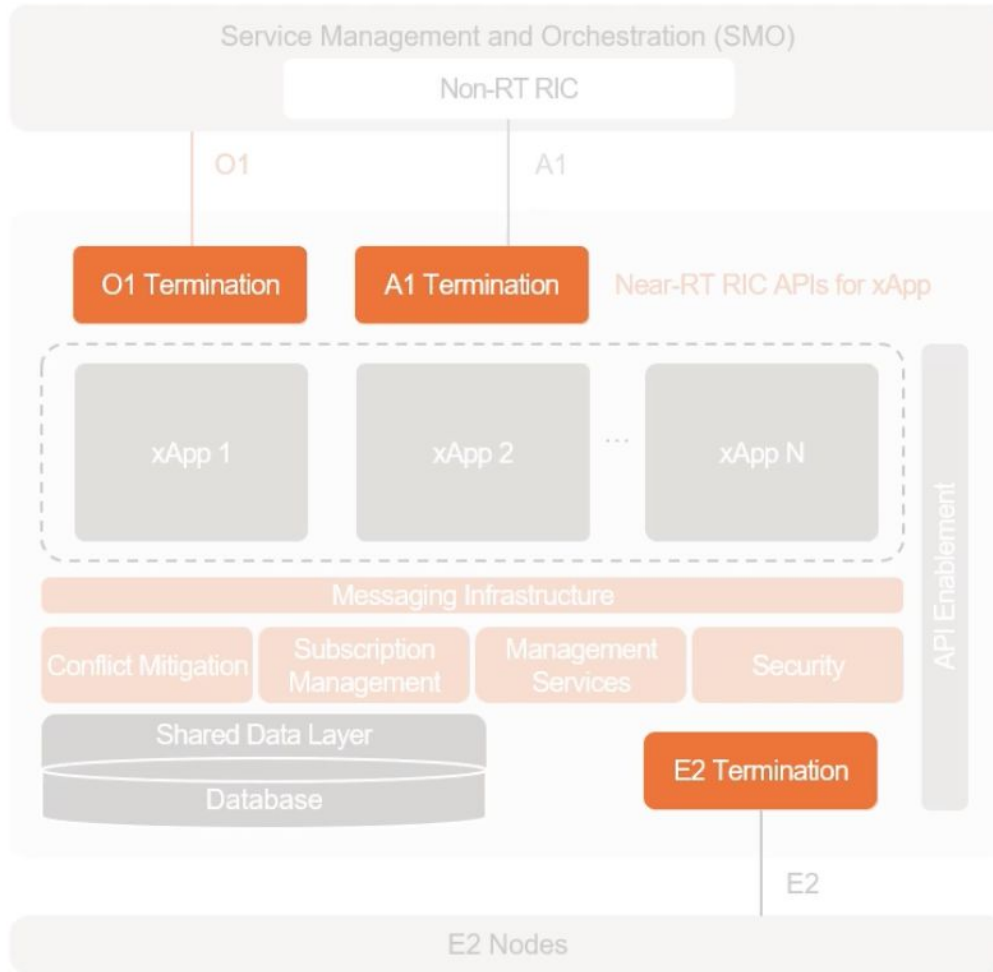 Service Management and Orchestration (SMO)
Non-RT RIC
O1
A1
O1 Termination
A1 Termination
Near-RT RIC APIs for xApp
xApp 1
xApp 2
...
xApp N
API Enablement
Messaging Infrastructure
Conflict Mitigation
Subscription
Management
Management
Services
Security
Shared Data Layer
Database
E2 Termination
E2
E2 Nodes